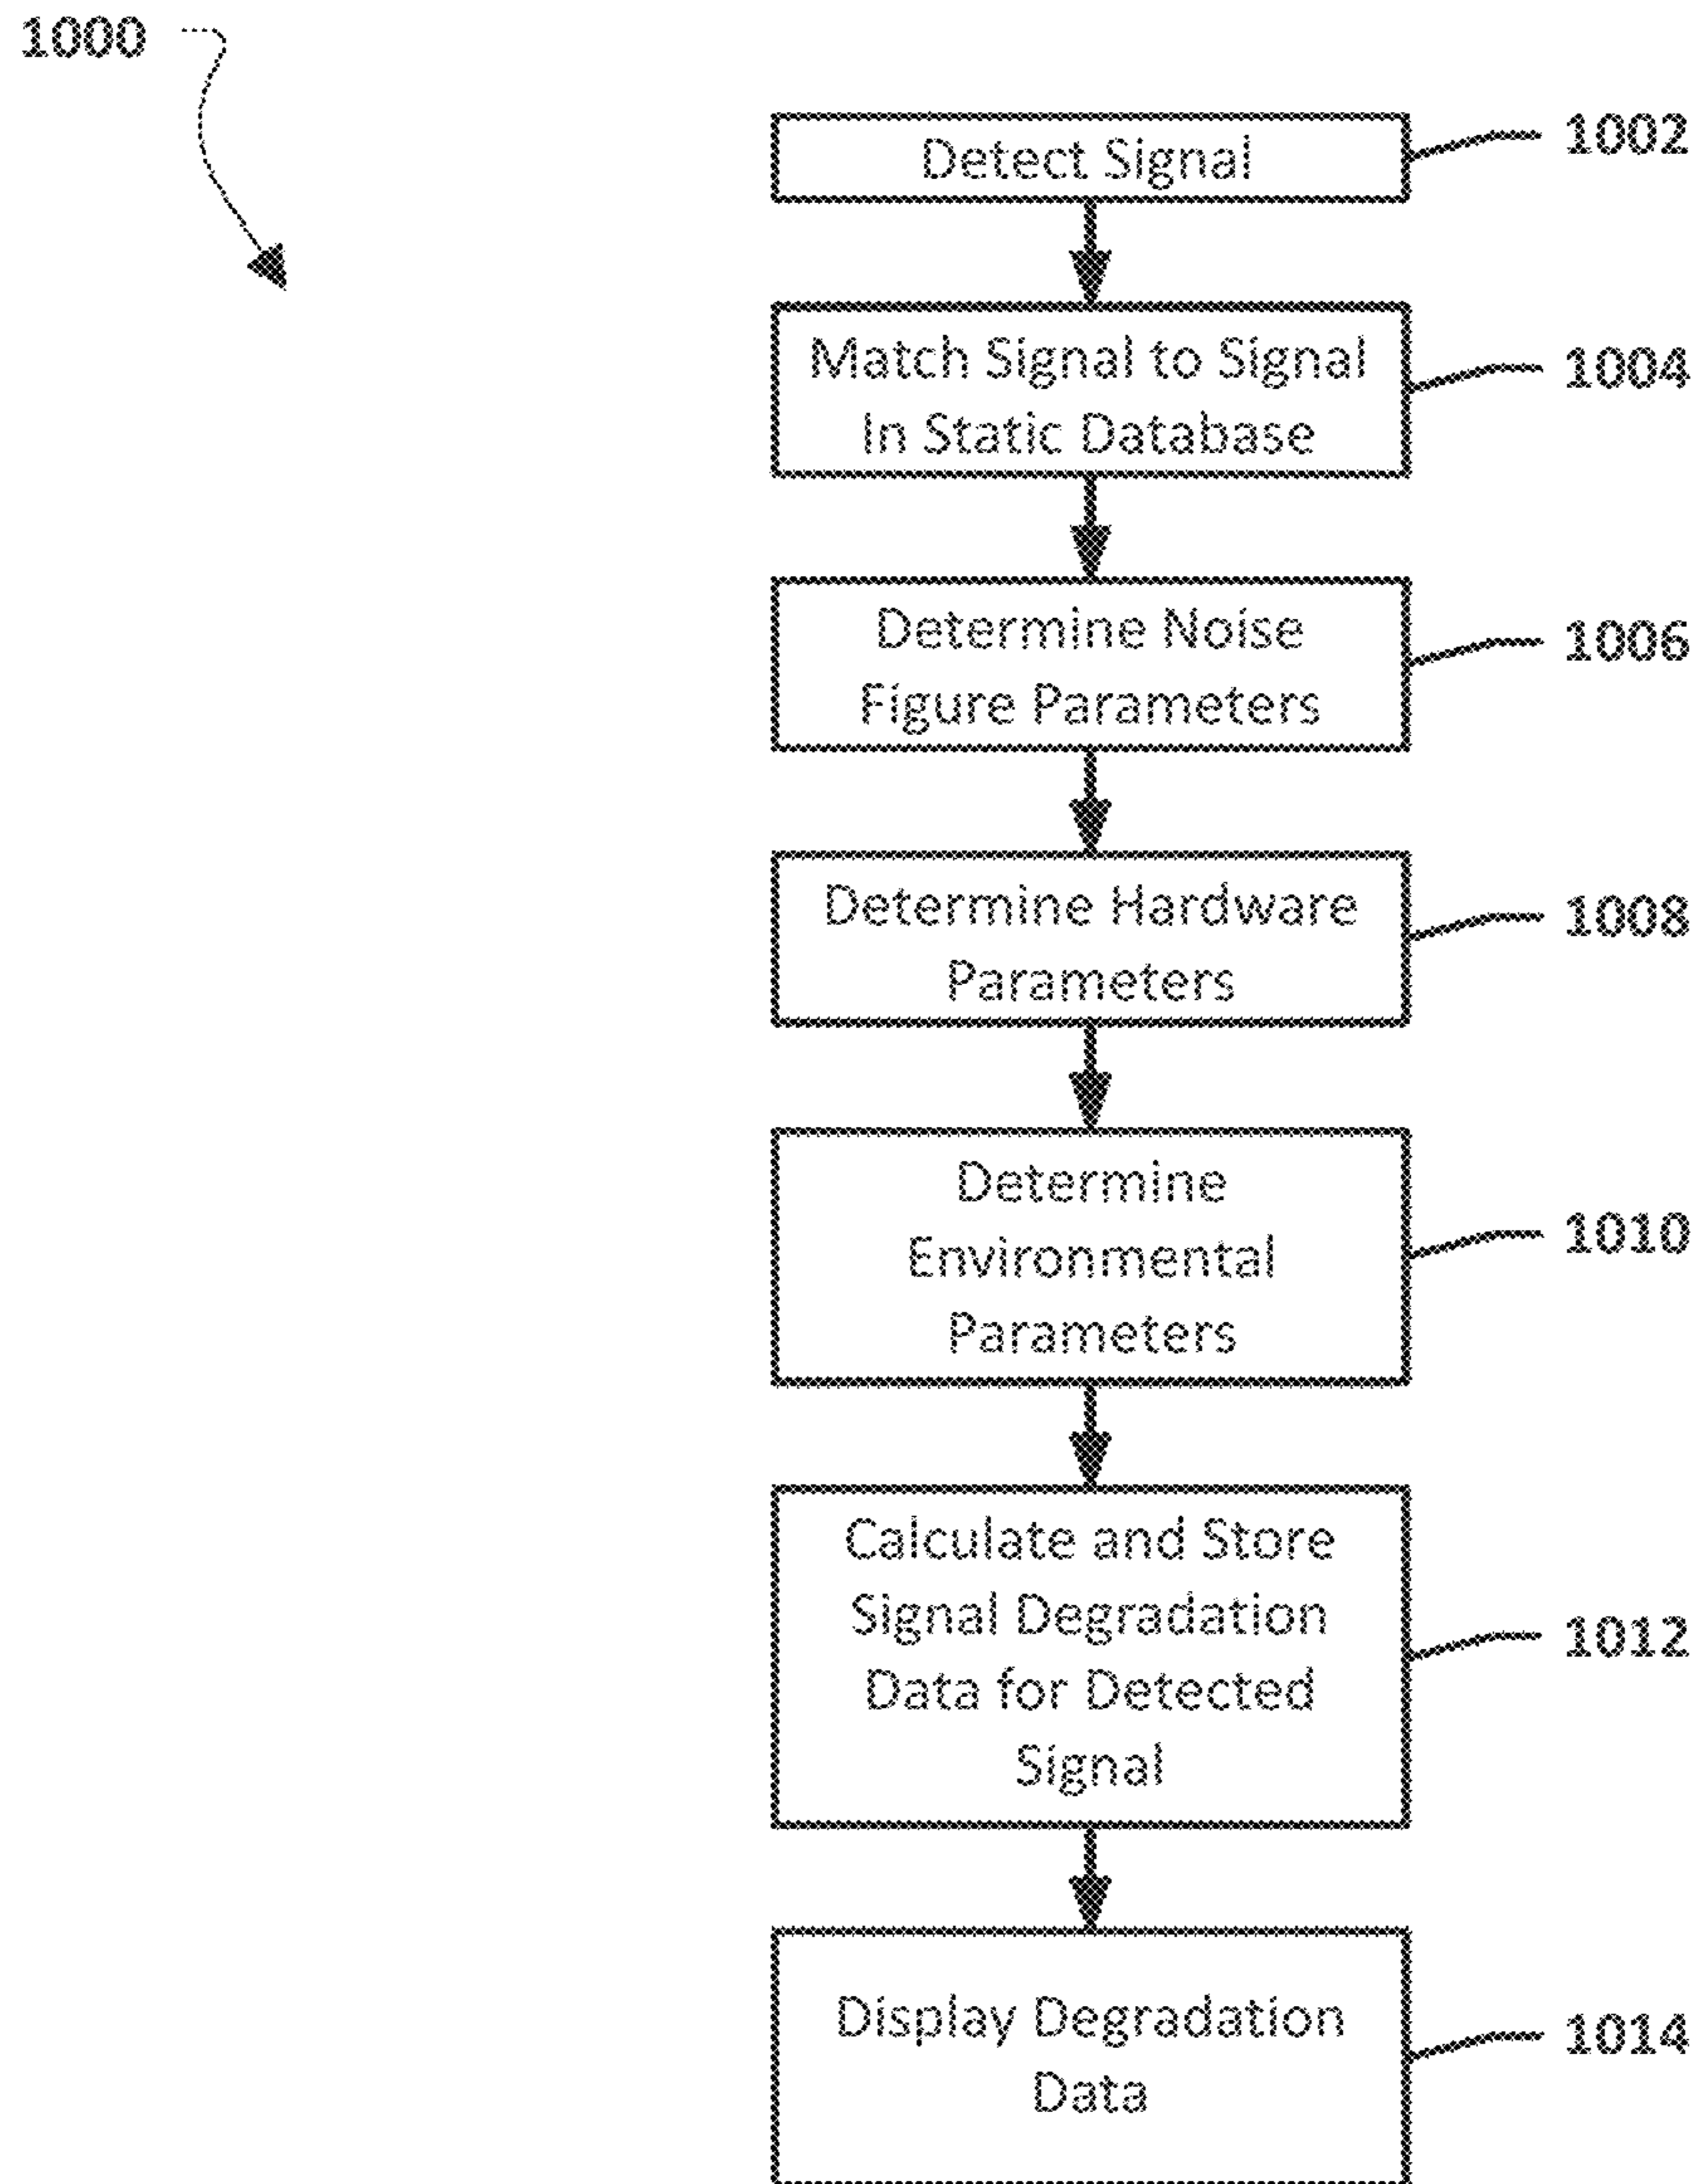 1000
Detect Signal
1002
Match Signal to Signal
In Static Database
1004
Determine Noise
Figure Parameters
1006
Determine Hardware
Parameters
1008
Determine
Environmental
Parameters
1010
Calculate and Store
Signal Degradation
Data for Detected
Signal
1012
Display Degradation
Data
1014